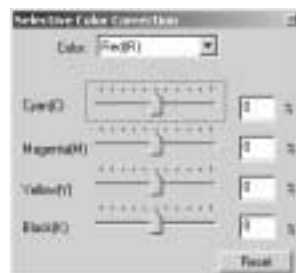 Selective Color Correction
Color: Red(R)
Cyan(C) 0 %
Magenta(M) 0 %
Yellow(Y) 0 %
Black(K) 0 %
Reset